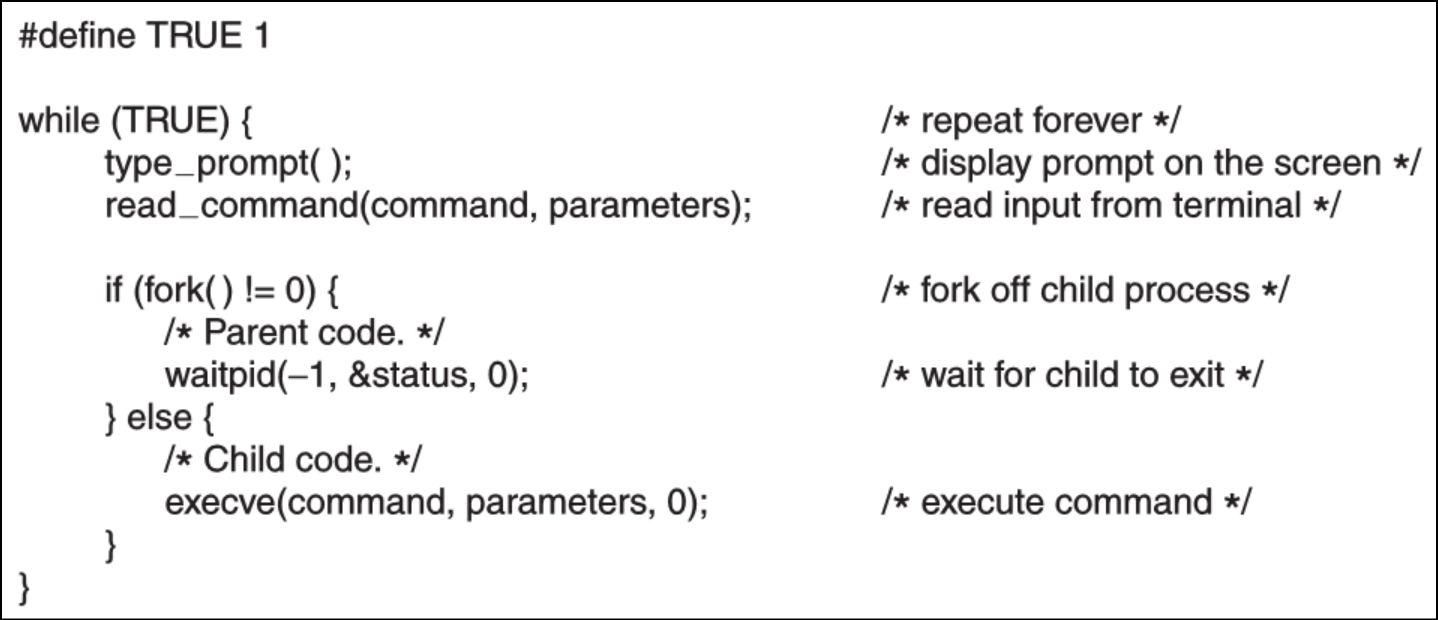 #define TRUE 1
while (TRUE) { /* repeat forever */
type_prompt( ); /* display prompt on the screen */
read_command(command, parameters); /* read input from terminal */
if (fork( ) != 0) { /* fork off child process */
/* Parent code. */
waitpid(−1, &status, 0); /* wait for child to exit */
} else {
/* Child code. */
execve(command, parameters, 0); /* execute command */
}
}